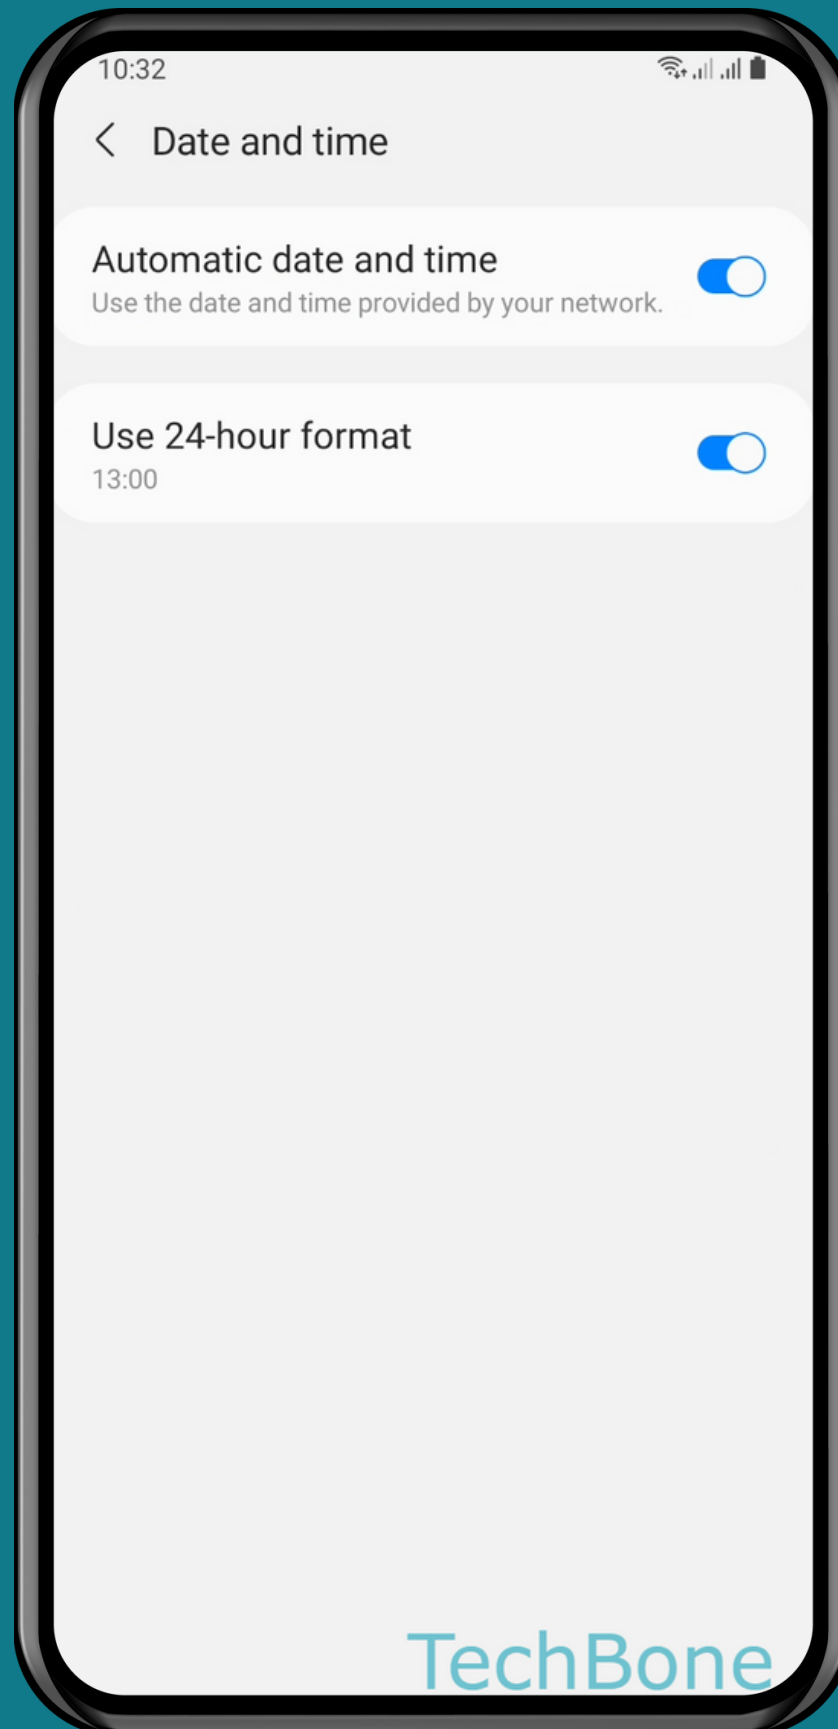 10:32
Date and time
Automatic date and time
Use the date and time provided by your network.
Use 24-hour format
13:00
TechBone